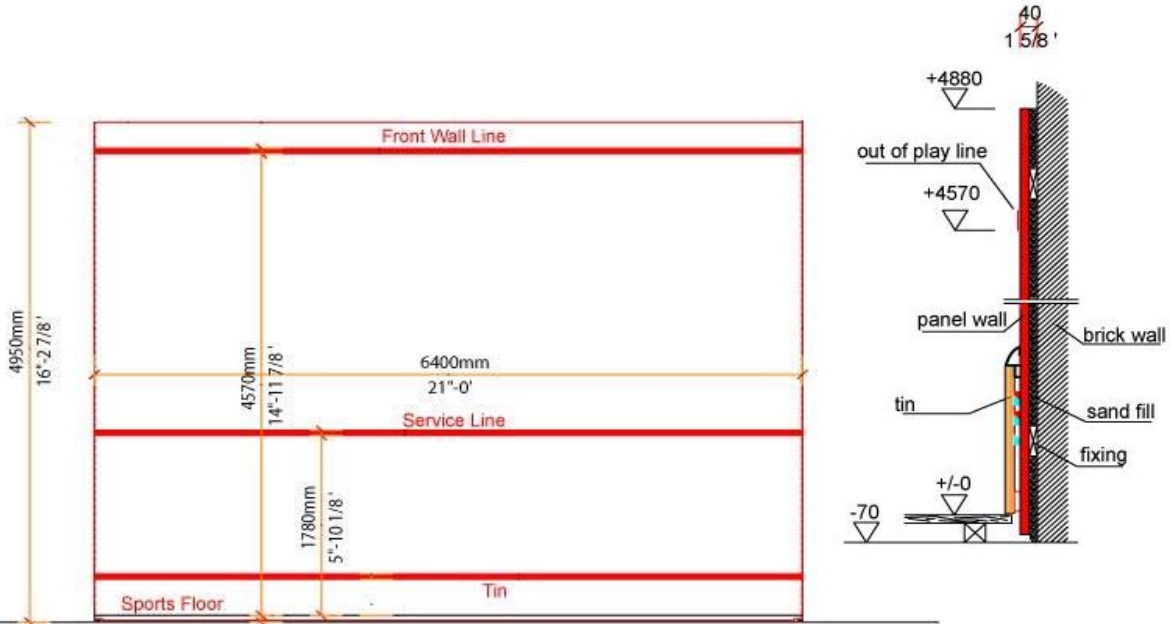 40
1 5/8 '
+4880
Front Wall Line
out of play line
+4570
4950mm
16"-2 7/8 '
4570mm
14"-11 7/8 '
6400mm
21"-0'
panel wall
brick wall
Service Line
tin
sand fill
fixing
1780mm
5"-10 1/8 '
+/-0
-70
Tin
Sports Floor